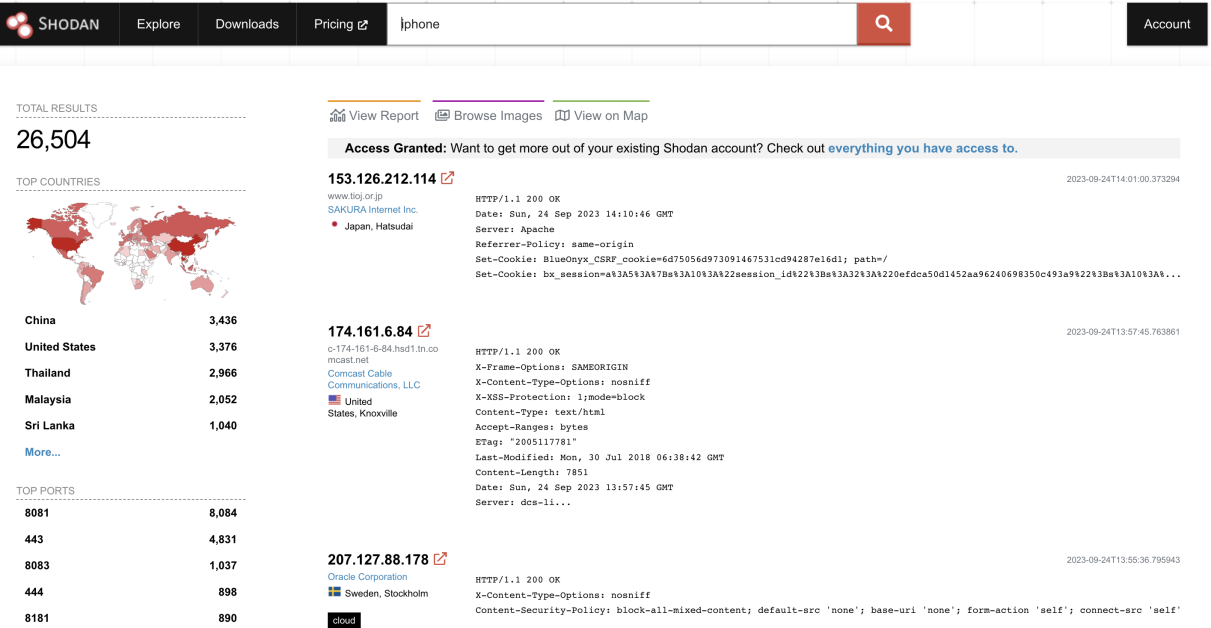 SHODAN Explore Downloads Pricing iphone Account
TOTAL RESULTS
26,504
TOP COUNTRIES
China 3,436
United States 3,376
Thailand 2,966
Malaysia 2,052
Sri Lanka 1,040
More...
TOP PORTS
8081 8,084
443 4,831
8083 1,037
444 898
8181 890
View Report Browse Images View on Map
Access Granted: Want to get more out of your existing Shodan account? Check out everything you have access to.
153.126.212.114 2023-09-24T14:01:00.373294
www.tioj.or.jp
SAKURA Internet Inc.
Japan, Hatsudai
HTTP/1.1 200 OK
Date: Sun, 24 Sep 2023 14:10:46 GMT
Server: Apache
Referrer-Policy: same-origin
Set-Cookie: BlueOnyx_CSRF_cookie=6d75056d973091467531cd94287e16d1; path=/
Set-Cookie: bx_session=a%3A5%3A%7Bs%3A10%3A%22session_id%22%3Bs%3A32%3A%220efdca50d1452aa96240698350c493a9%22%3Bs%3A10%3A%...
174.161.6.84 2023-09-24T13:57:45.763861
c-174-161-6-84.hsd1.tn.co
mcast.net
Comcast Cable
Communications, LLC
United
States, Knoxville
HTTP/1.1 200 OK
X-Frame-Options: SAMEORIGIN
X-Content-Type-Options: nosniff
X-XSS-Protection: 1;mode=block
Content-Type: text/html
Accept-Ranges: bytes
ETag: "2005117781"
Last-Modified: Mon, 30 Jul 2018 06:38:42 GMT
Content-Length: 7851
Date: Sun, 24 Sep 2023 13:57:45 GMT
Server: dcs-li...
207.127.88.178 2023-09-24T13:55:36.795943
Oracle Corporation
Sweden, Stockholm
cloud
HTTP/1.1 200 OK
X-Content-Type-Options: nosniff
Content-Security-Policy: block-all-mixed-content; default-src 'none'; base-uri 'none'; form-action 'self'; connect-src 'self'